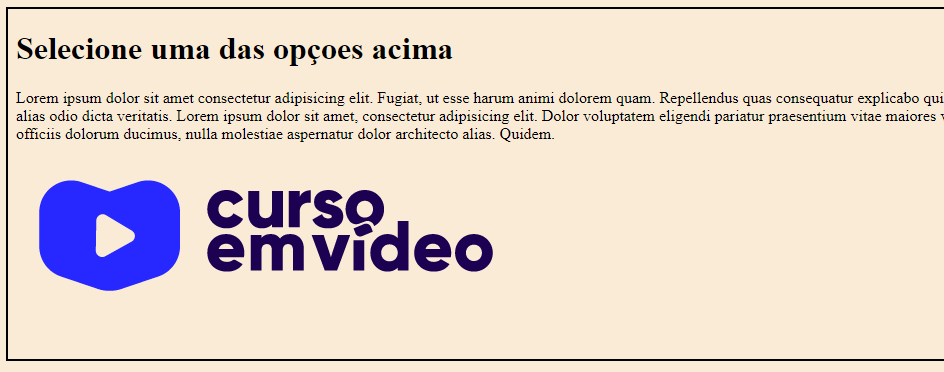 Selecione uma das opçoes acima
Lorem ipsum dolor sit amet consectetur adipisicing elit. Fugiat, ut esse harum animi dolorem quam. Repellendus quas consequatur explicabo qui
alias odio dicta veritatis. Lorem ipsum dolor sit amet, consectetur adipisicing elit. Dolor voluptatem eligendi pariatur praesentium vitae maiores
officiis dolorum ducimus, nulla molestiae aspernatur dolor architecto alias. Quidem.
curso
em vídeo